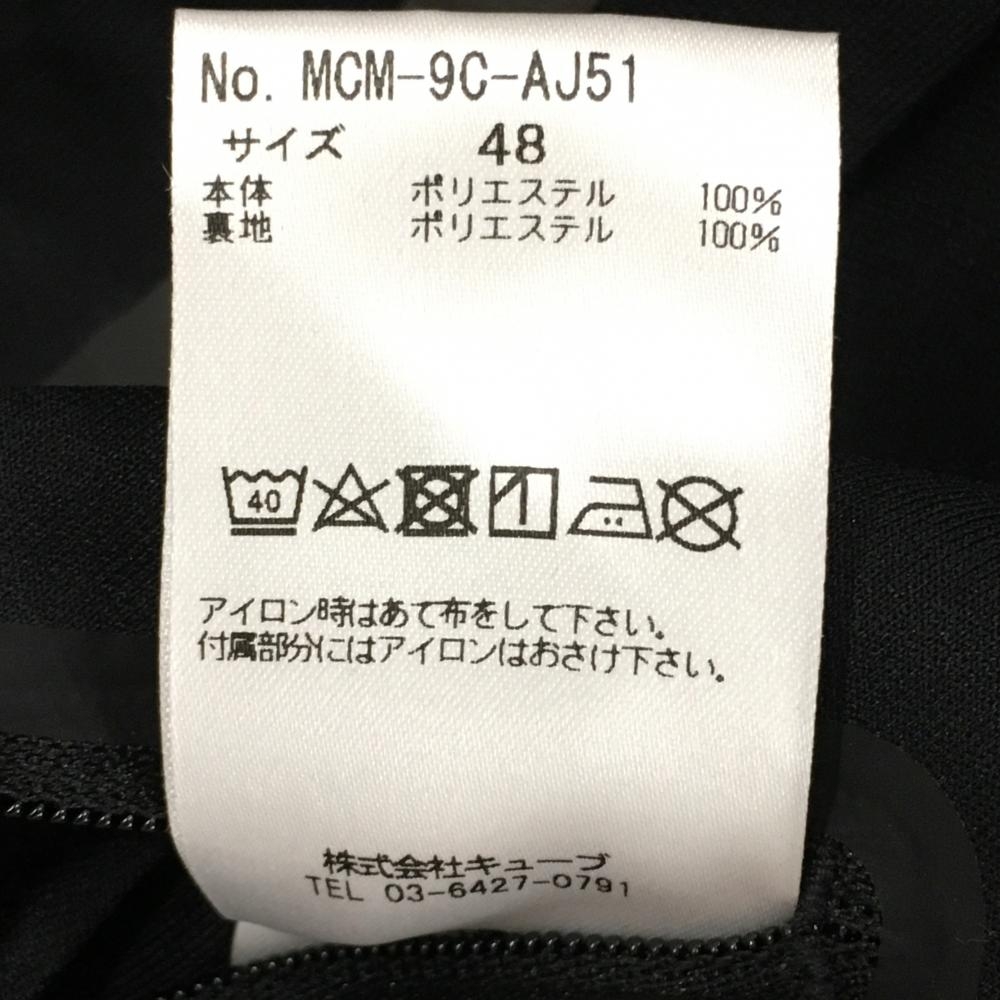 No. MCM-9C-AJ51
サイズ 48
本体 ポリエステル 100%
裏地 ポリエステル 100%
40
アイロン時はあて布をして下さい。
付属部分にはアイロンはおさけ下さい。
株式会社キューブ
TEL 03-6427-0791